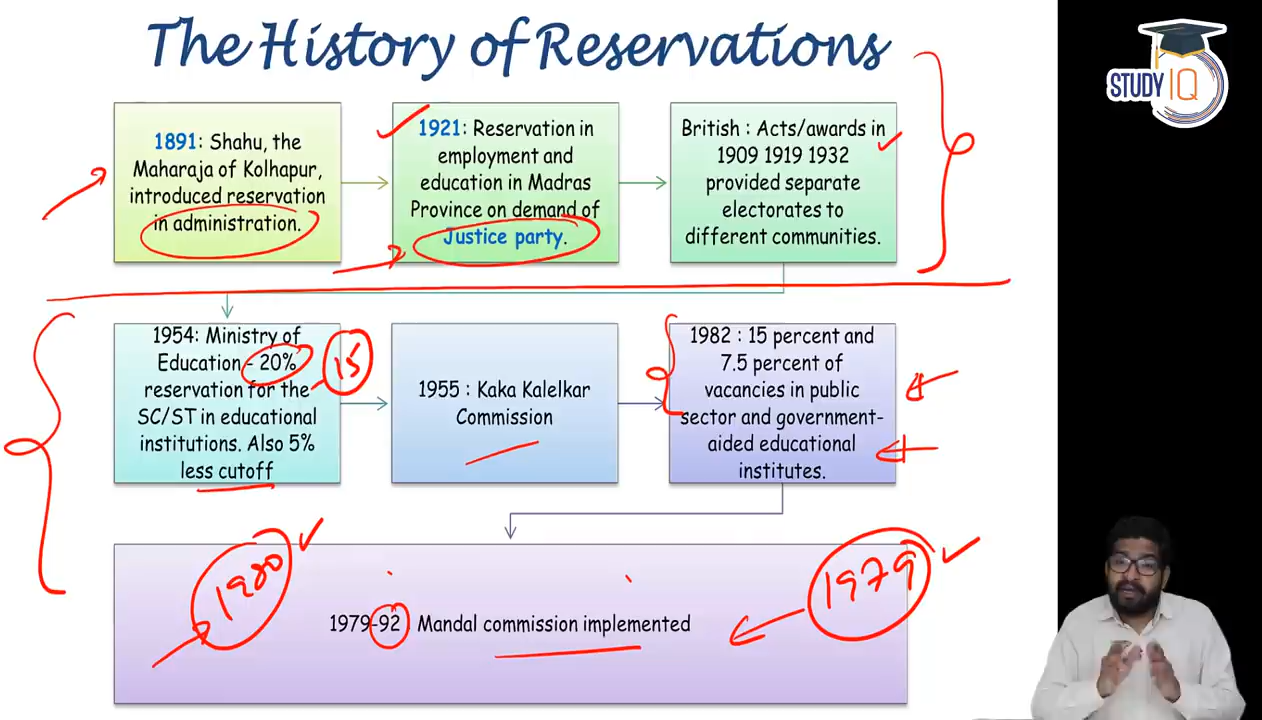 The History of Reservations
STUDY IQ
1891: Shahu, the
Maharaja of Kolhapur,
introduced reservation
in administration.
1921: Reservation in
employment and
education in Madras
Province on demand of
Justice party.
British : Acts/awards in
1909 1919 1932
provided separate
electorates to
different communities.
1954: Ministry of
Education - 20%
reservation for the
SC/ST in educational
institutions. Also 5%
less cutoff
15
1955 : Kaka Kalelkar
Commission
1982 : 15 percent and
7.5 percent of
vacancies in public
sector and government-
aided educational
institutes.
1980
1979
1979-92 Mandal commission implemented